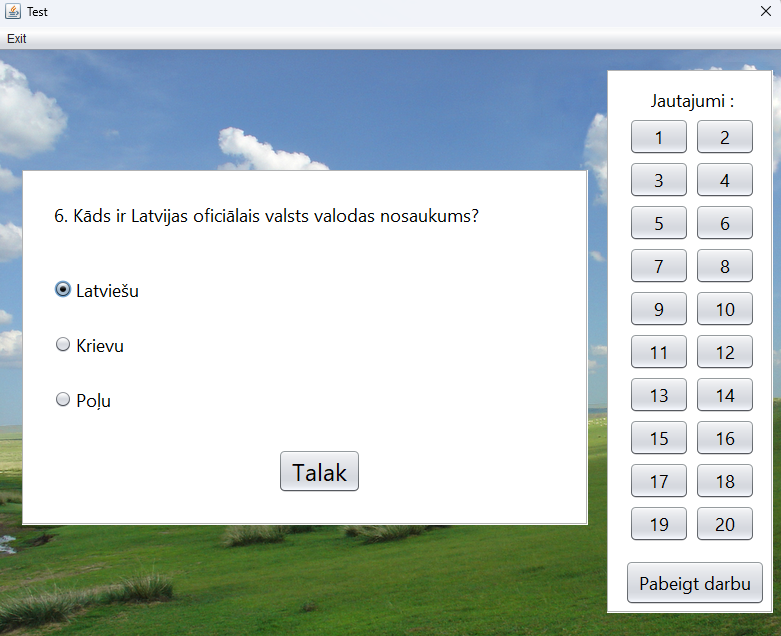 Test
Exit
6. Kāds ir Latvijas oficiālais valsts valodas nosaukums?
Latviešu
Krievu
Poļu
Talak
Jautajumi :
1 2
3 4
5 6
7 8
9 10
11 12
13 14
15 16
17 18
19 20
Pabeigt darbu